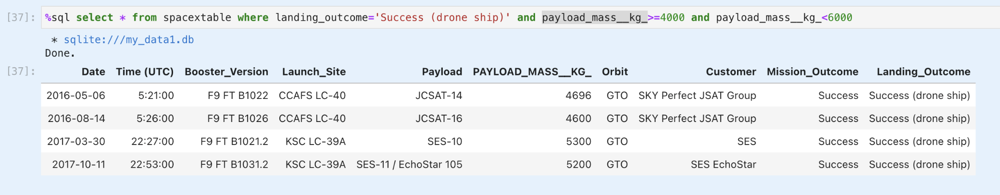 [37]: %sql select * from spacextable where landing_outcome='Success (drone ship)' and payload_mass__kg_>=4000 and payload_mass__kg_<6000
* sqlite:///my_data1.db
Done.
[37]: Date Time (UTC) Booster_Version Launch_Site Payload PAYLOAD_MASS__KG_ Orbit Customer Mission_Outcome Landing_Outcome
2016-05-06 5:21:00 F9 FT B1022 CCAFS LC-40 JCSAT-14 4696 GTO SKY Perfect JSAT Group Success Success (drone ship)
2016-08-14 5:26:00 F9 FT B1026 CCAFS LC-40 JCSAT-16 4600 GTO SKY Perfect JSAT Group Success Success (drone ship)
2017-03-30 22:27:00 F9 FT B1021.2 KSC LC-39A SES-10 5300 GTO SES Success Success (drone ship)
2017-10-11 22:53:00 F9 FT B1031.2 KSC LC-39A SES-11 / EchoStar 105 5200 GTO SES EchoStar Success Success (drone ship)